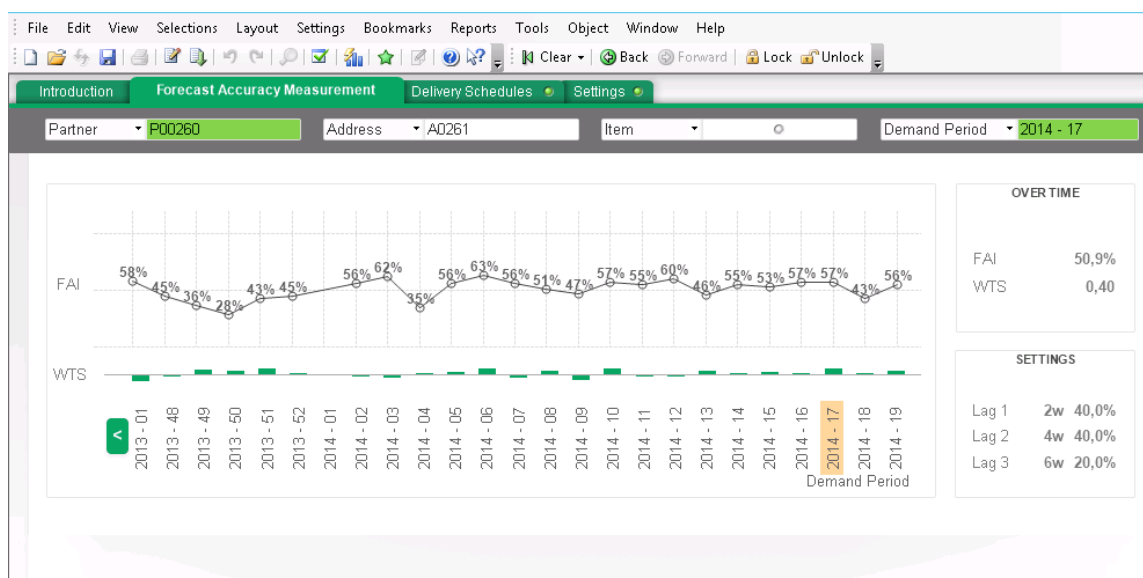 File Edit View Selections Layout Settings Bookmarks Reports Tools Object Window Help
Clear Back Forward Lock Unlock
Introduction Forecast Accuracy Measurement Delivery Schedules Settings
Partner P00260 Address A0261 Item Demand Period 2014 - 17
OVER TIME
FAI 50,9%
WTS 0,40
FAI
58% 45% 36% 28% 43% 45% 56% 62% 35% 56% 63% 56% 51% 47% 57% 55% 60% 46% 55% 53% 57% 57% 43% 56%
WTS
<
2013 - 01
2013 - 48
2013 - 49
2013 - 50
2013 - 51
2013 - 52
2014 - 01
2014 - 02
2014 - 03
2014 - 04
2014 - 05
2014 - 06
2014 - 07
2014 - 08
2014 - 09
2014 - 10
2014 - 11
2014 - 12
2014 - 13
2014 - 14
2014 - 15
2014 - 16
2014 - 17
2014 - 18
2014 - 19
Demand Period
SETTINGS
Lag 1 2w 40,0%
Lag 2 4w 40,0%
Lag 3 6w 20,0%